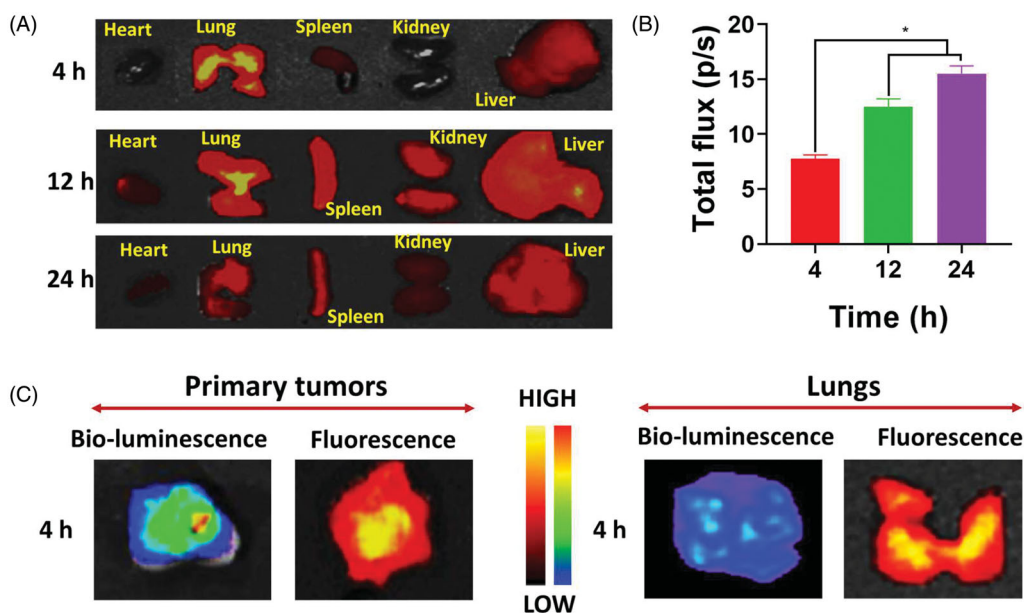 (A)
Heart Lung Spleen Kidney
4 h
Liver
Heart Lung Kidney Liver
12 h
Spleen
Heart Lung Kidney Liver
24 h
Spleen
(B)
Total flux (p/s)
20
15
10
5
0
*
4 12 24
Time (h)
(C)
Primary tumors
Bio-luminescence Fluorescence
4 h
HIGH
LOW
Lungs
Bio-luminescence Fluorescence
4 h